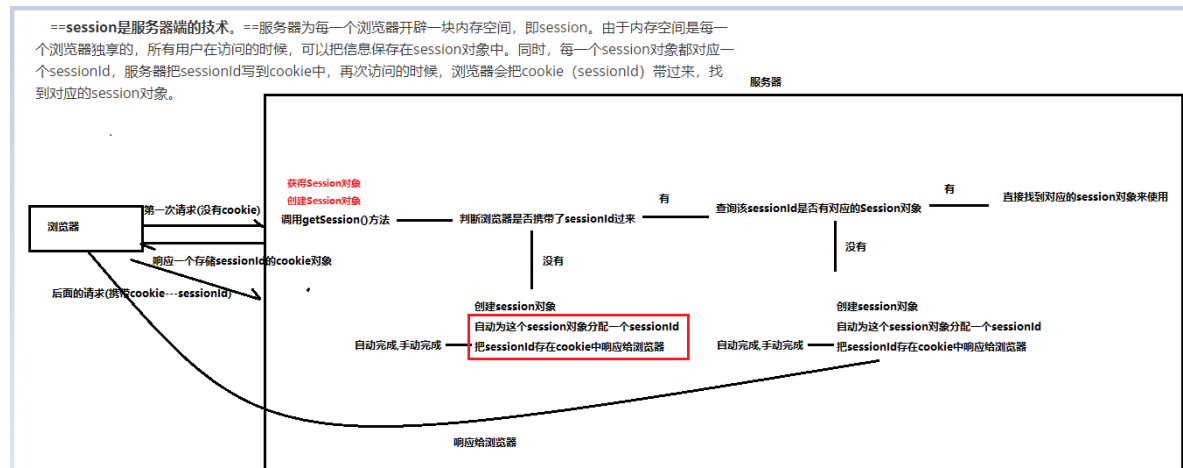 ==session是服务器端的技术。==服务器为每一个浏览器开辟一块内存空间，即session。由于内存空间是每一
个浏览器独享的，所有用户在访问的时候，可以把信息保存在session对象中。同时，每一个session对象都对应一
个sessionId，服务器把sessionId写到cookie中，再次访问的时候，浏览器会把cookie（sessionId）带过来，找
到对应的session对象。
服务器
获得Session对象
创建Session对象
调用getSession()方法
判断浏览器是否携带了sessionId过来
有
查询该sessionId是否有对应的Session对象
有
直接找到对应的session对象来使用
浏览器
第一次请求(没有cookie)
响应一个存储sessionId的cookie对象
后面的请求(携带cookie---sessionId)
没有
没有
创建session对象
自动为这个session对象分配一个sessionId
把sessionId存在cookie中响应给浏览器
自动完成,手动完成
创建session对象
自动为这个session对象分配一个sessionId
把sessionId存在cookie中响应给浏览器
自动完成,手动完成
响应给浏览器